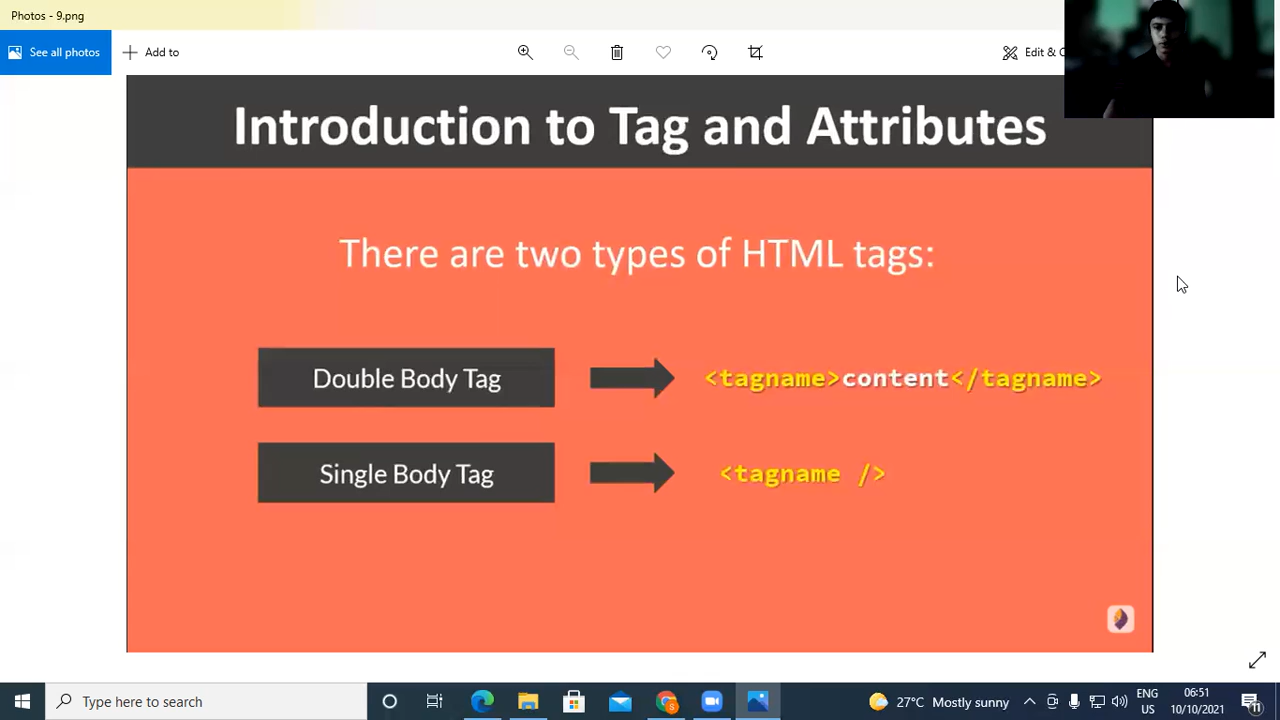 Photos - 9.png
See all photos
Add to
Edit & C
Introduction to Tag and Attributes
There are two types of HTML tags:
Double Body Tag
<tagname>content</tagname>
Single Body Tag
<tagname />
Type here to search
27°C Mostly sunny
ENG
US
06:51
10/10/2021
11